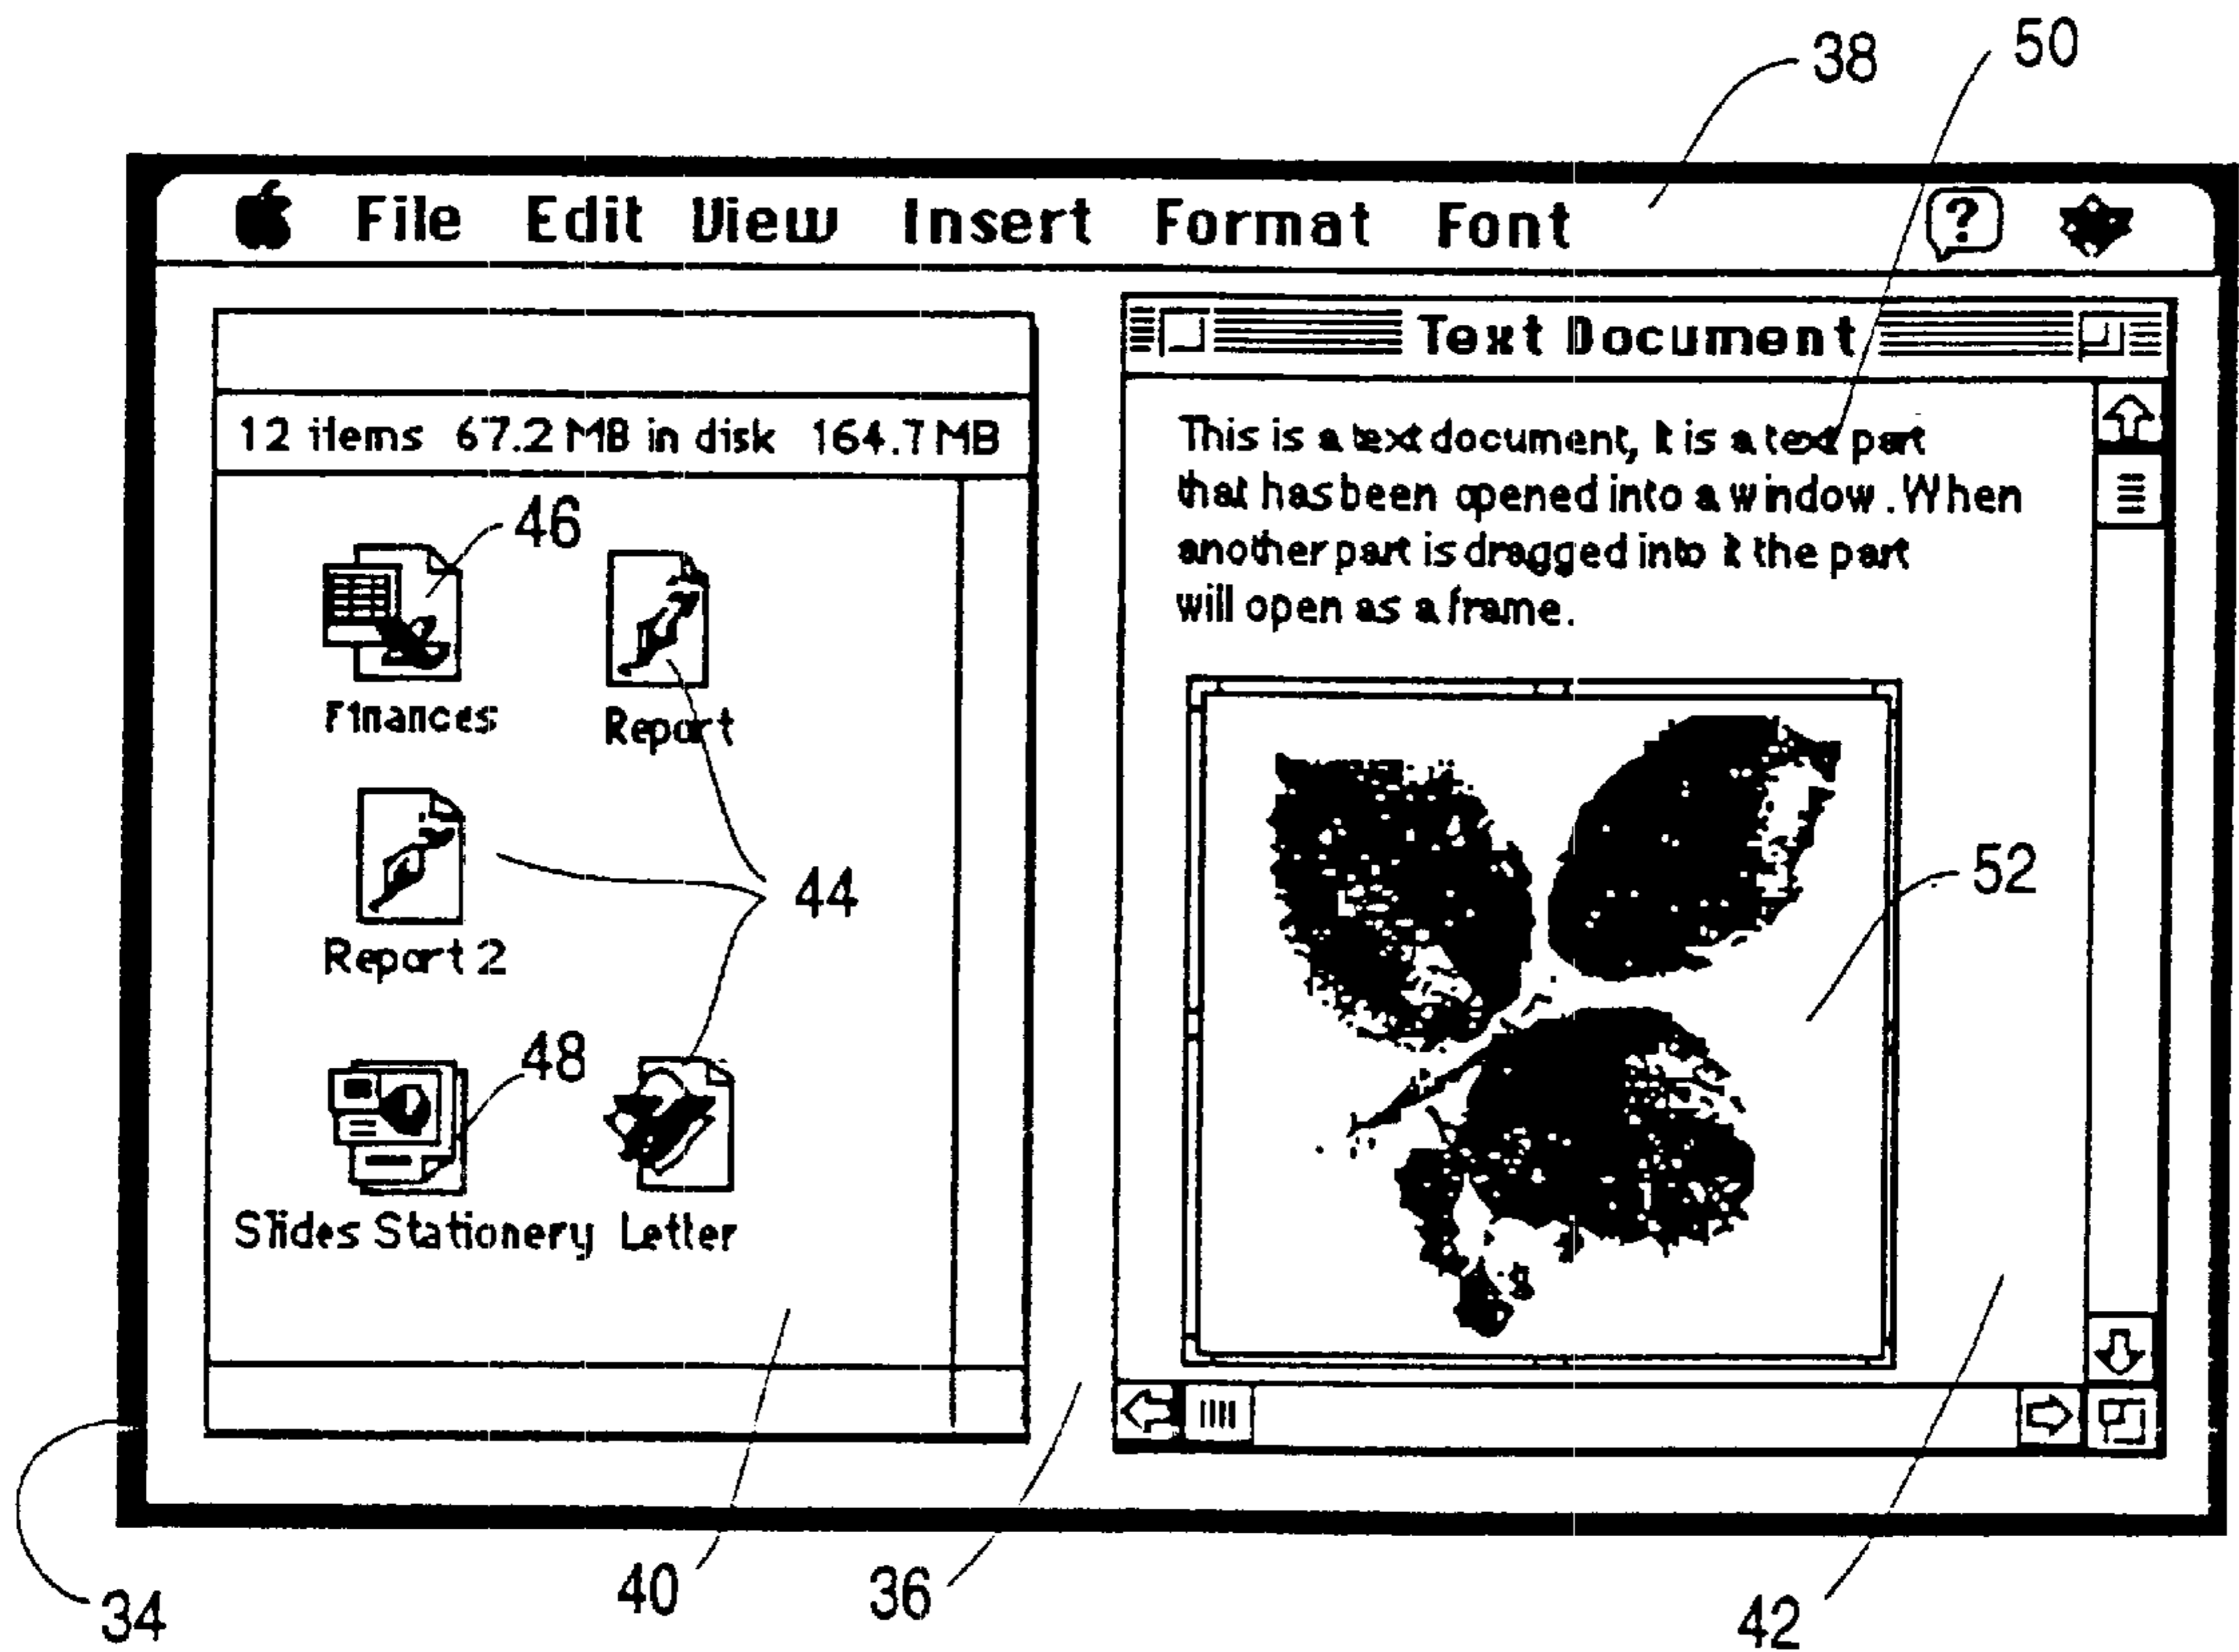 50
38
File Edit View Insert Format Font ?
Text Document
12 items 67.2 MB in disk 164.7 MB
This is a text document, it is a text part
that has been opened into a window. When
another part is dragged into it the part
will open as a frame.
46
Finances Report
44
52
Report 2
48
Slides Stationery Letter
34
40
36
42